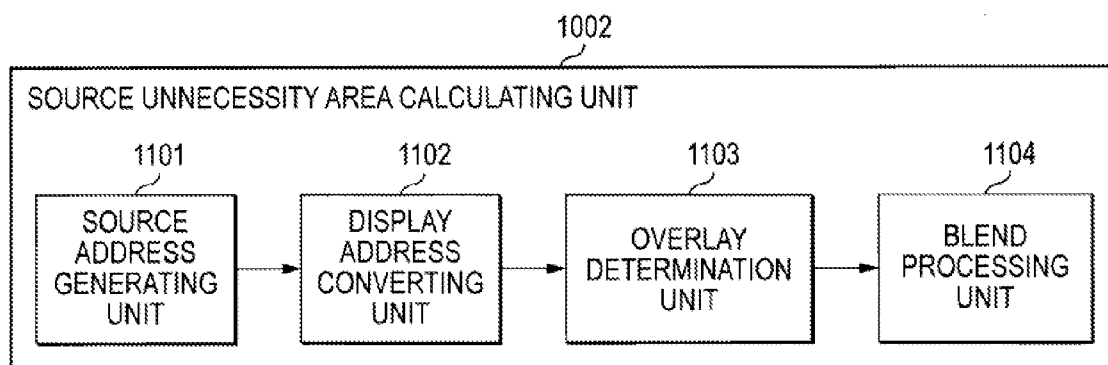 1002
SOURCE UNNECESSITY AREA CALCULATING UNIT
1101
SOURCE
ADDRESS
GENERATING
UNIT
1102
DISPLAY
ADDRESS
CONVERTING
UNIT
1103
OVERLAY
DETERMINATION
UNIT
1104
BLEND
PROCESSING
UNIT